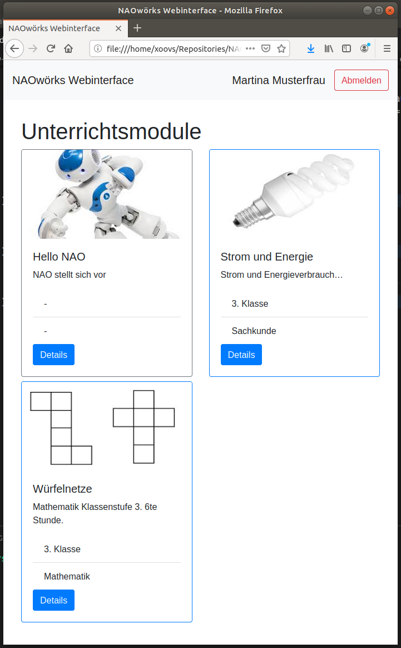 NAOwörks Webinterface - Mozilla Firefox
NAOwörks Webinterface
file:///home/xoovs/Repositories/NA
NAOwörks Webinterface
Martina Musterfrau
Abmelden
Unterrichtsmodule
Hello NAO
NAO stellt sich vor
-
-
Details
Strom und Energie
Strom und Energieverbrauch…
3. Klasse
Sachkunde
Details
Würfelnetze
Mathematik Klassenstufe 3. 6te
Stunde.
3. Klasse
Mathematik
Details